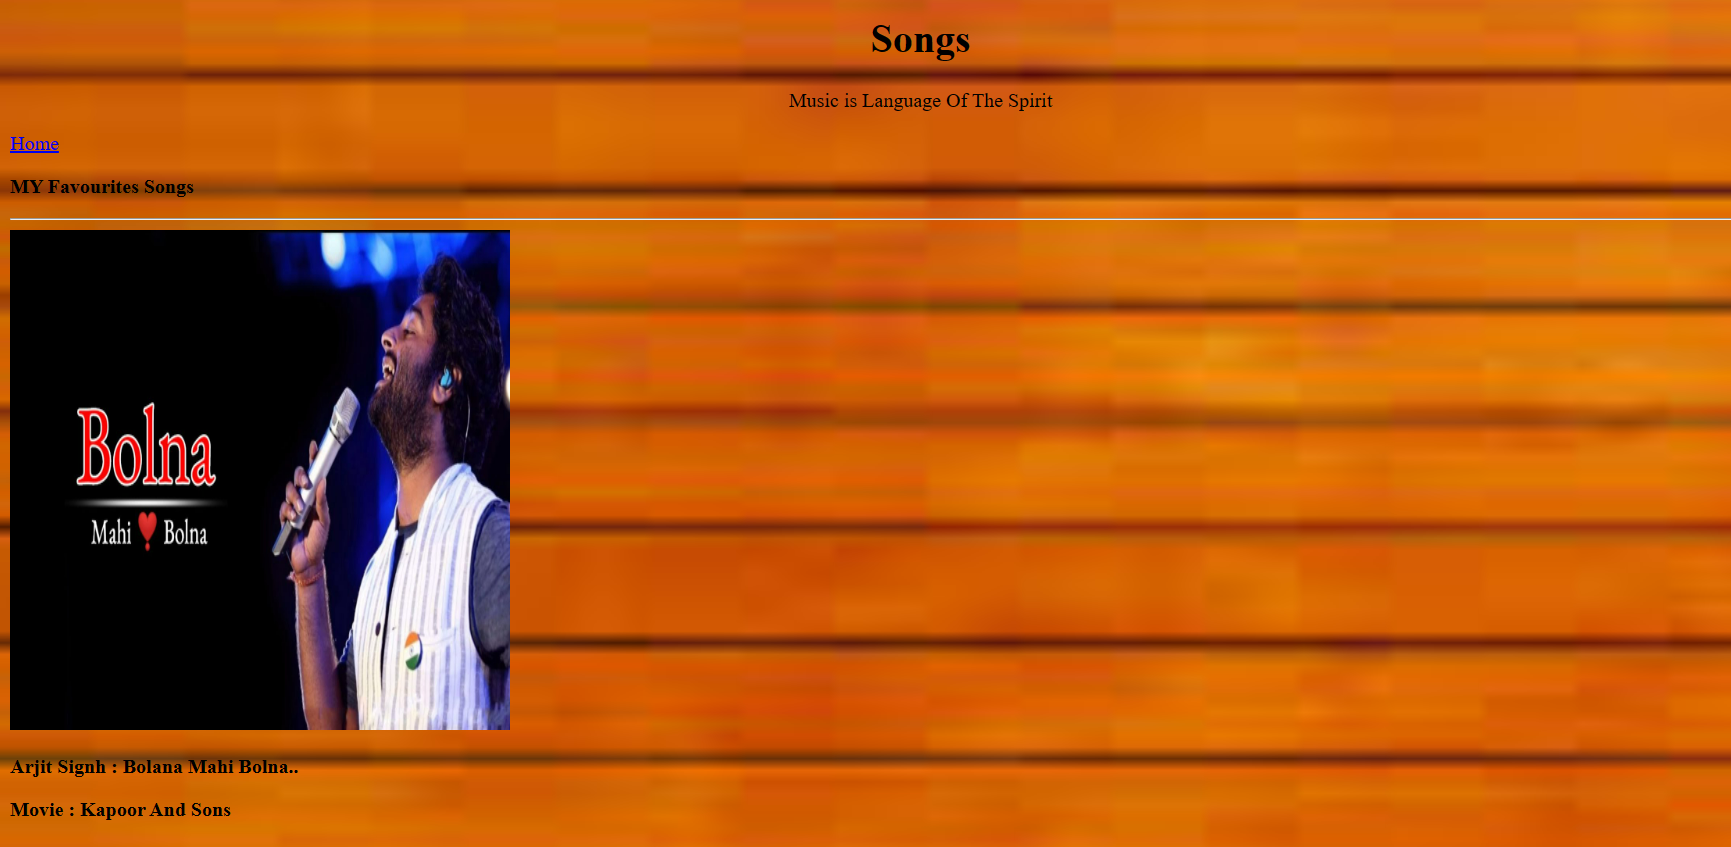 Songs
Music is Language Of The Spirit
Home
MY Favourites Songs
Bolna
Mahi ❤ Bolna
Arjit Signh : Bolana Mahi Bolna..
Movie : Kapoor And Sons